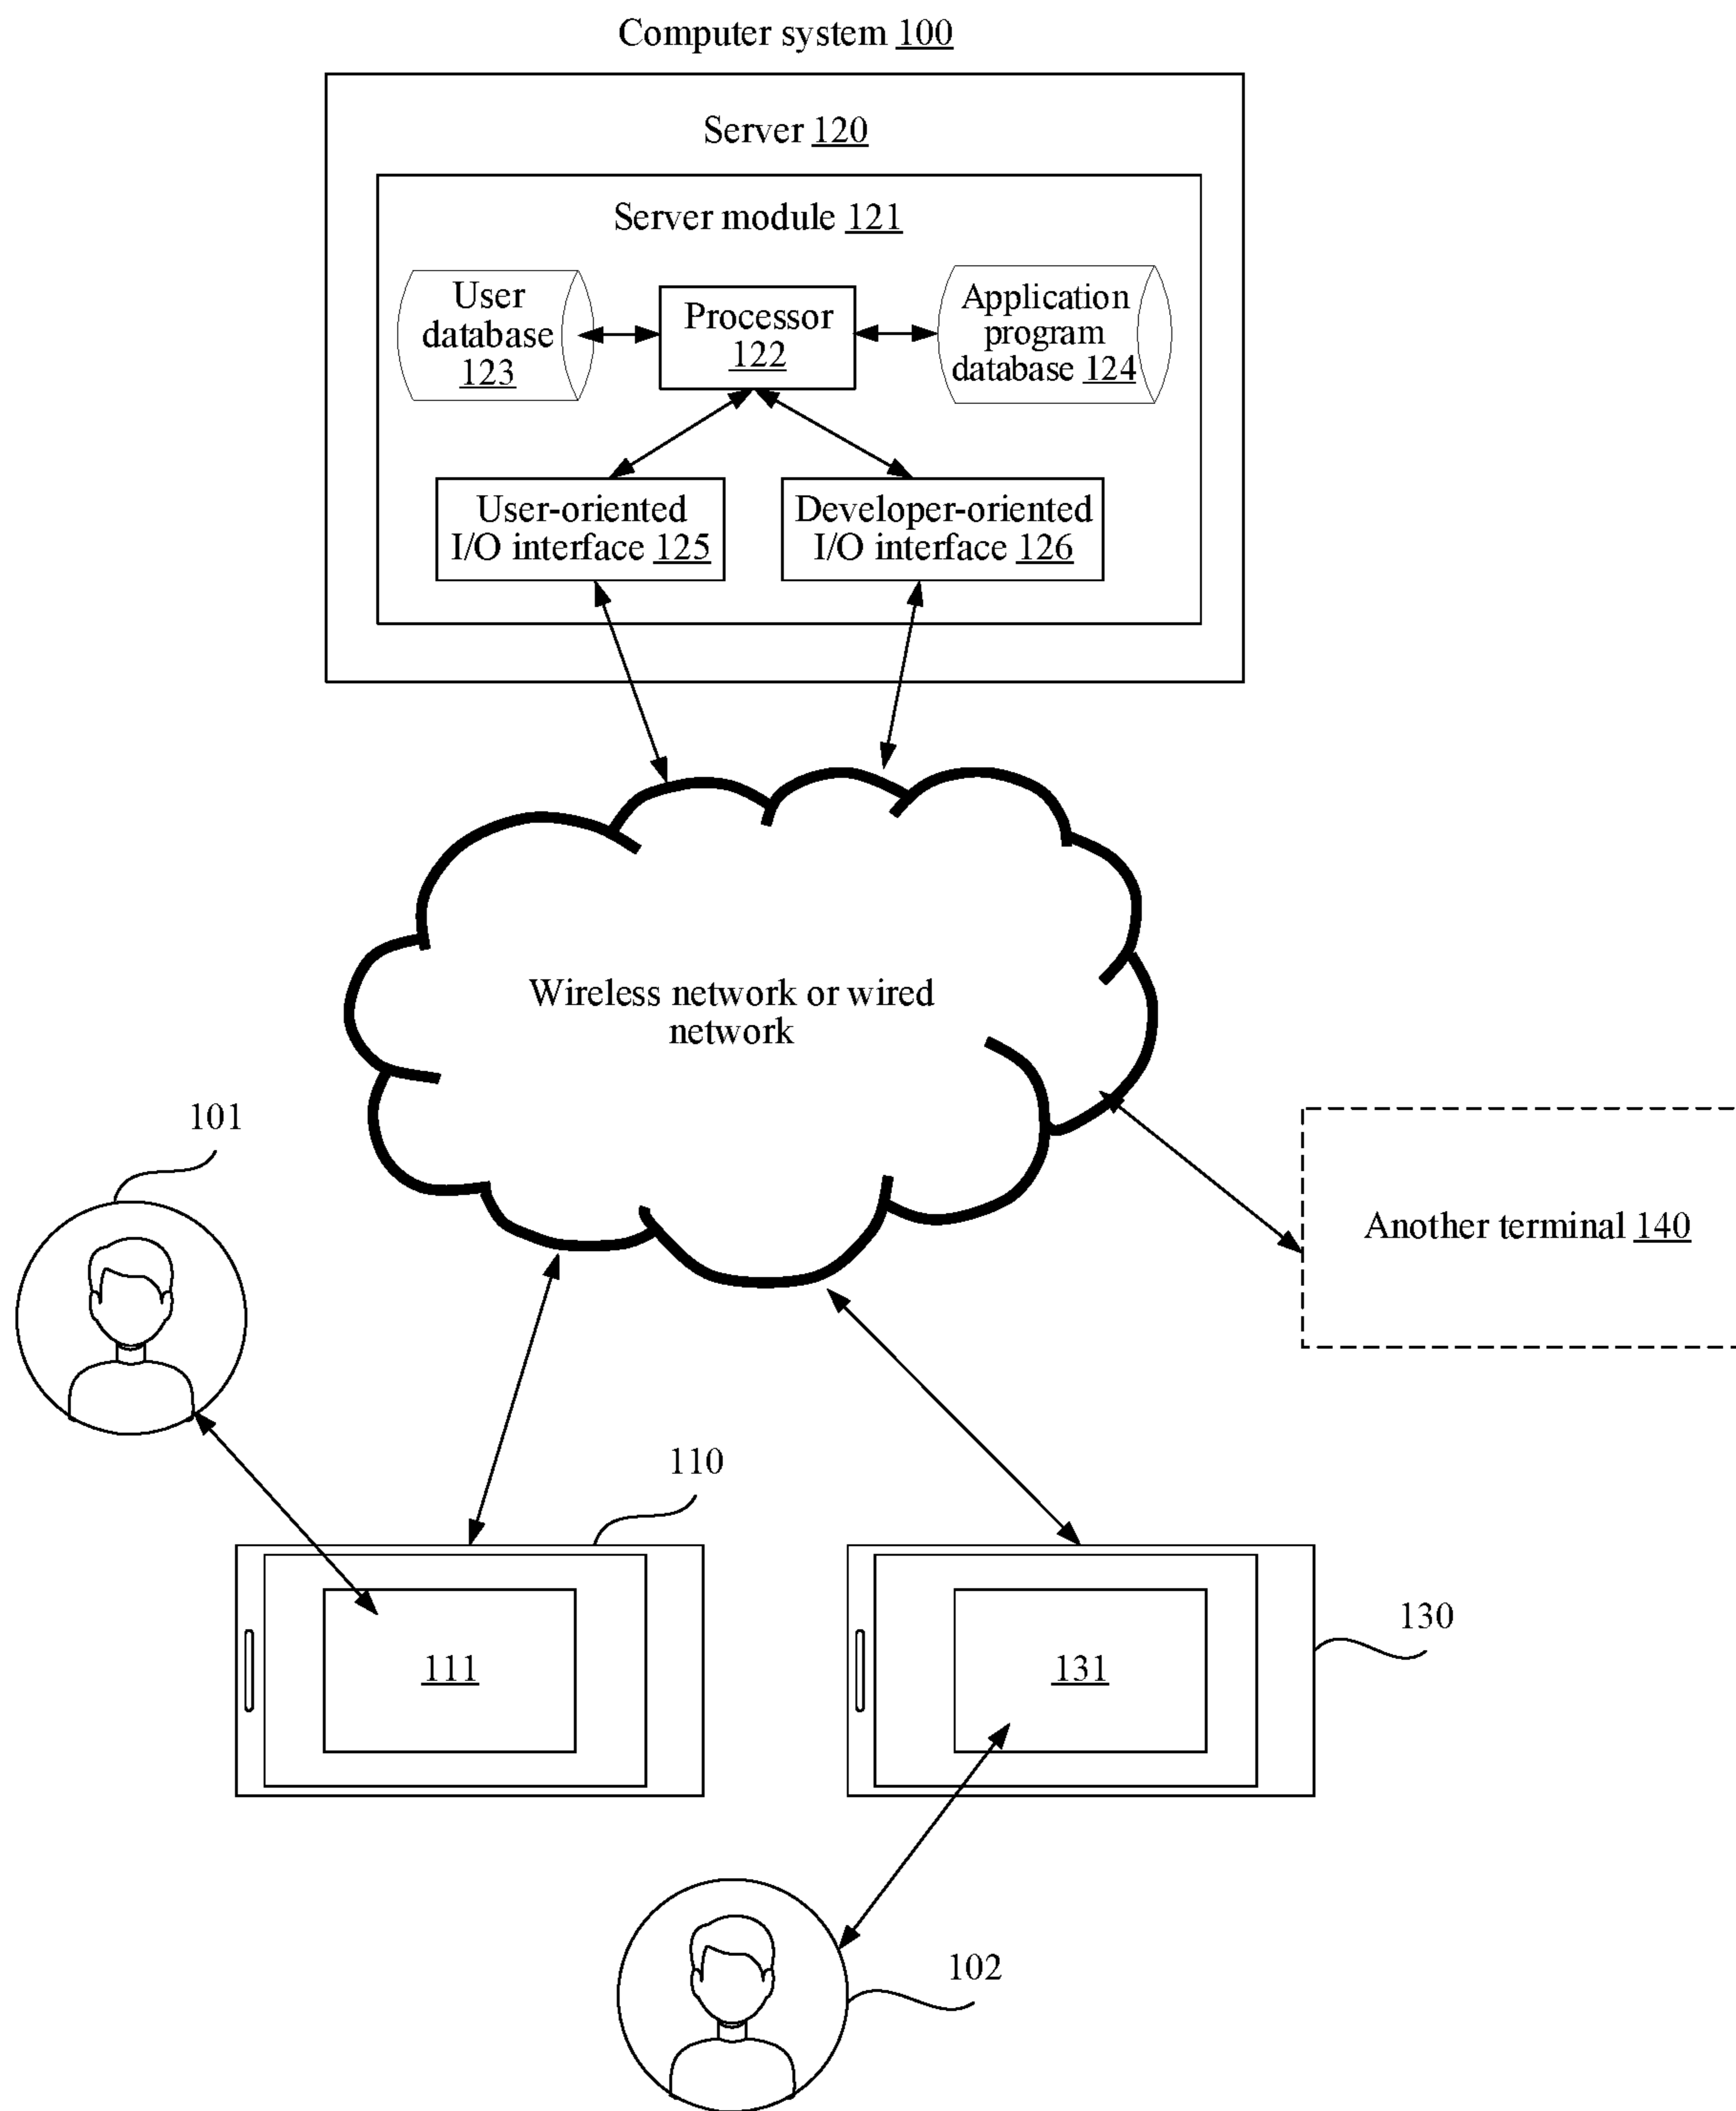 Computer system 100
Server 120
Server module 121
User
database
123
Processor
122
Application
program
database 124
User-oriented
I/O interface 125
Developer-oriented
I/O interface 126
Wireless network or wired
network
101
Another terminal 140
110
111
131
130
102